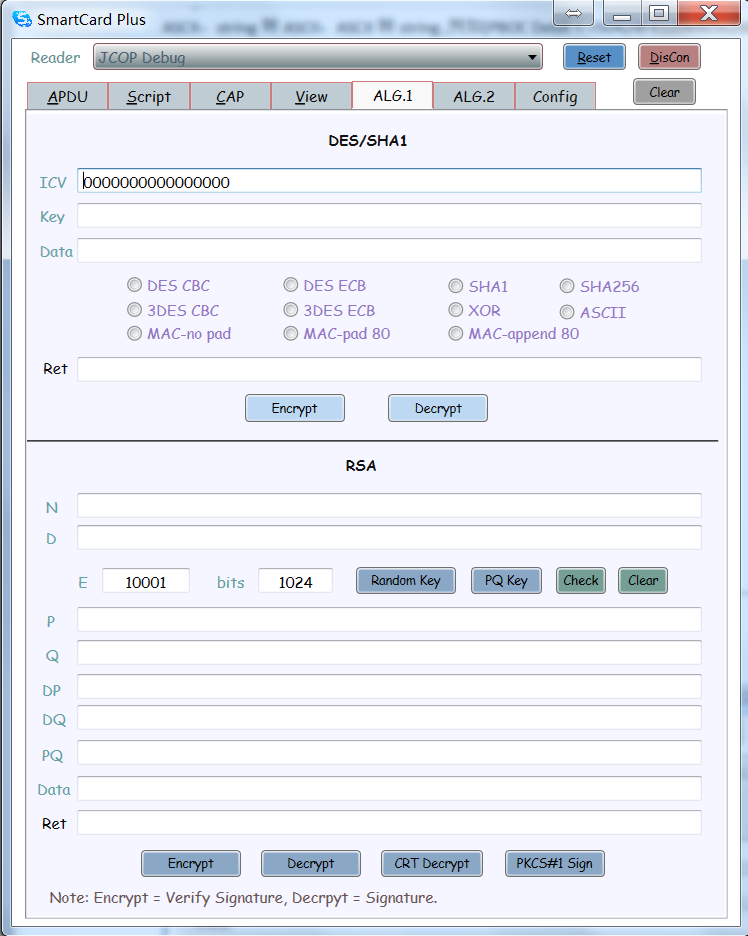 SmartCard Plus
Reader JCOP Debug Reset DisCon
APDU Script CAP View ALG.1 ALG.2 Config Clear
DES/SHA1
ICV 0000000000000000
Key
Data
DES CBC DES ECB SHA1 SHA256
3DES CBC 3DES ECB XOR ASCII
MAC-no pad MAC-pad 80 MAC-append 80
Ret
Encrypt Decrypt
RSA
N
D
E 10001 bits 1024 Random Key PQ Key Check Clear
P
Q
DP
DQ
PQ
Data
Ret
Encrypt Decrypt CRT Decrypt PKCS#1 Sign
Note: Encrypt = Verify Signature, Decrpyt = Signature.